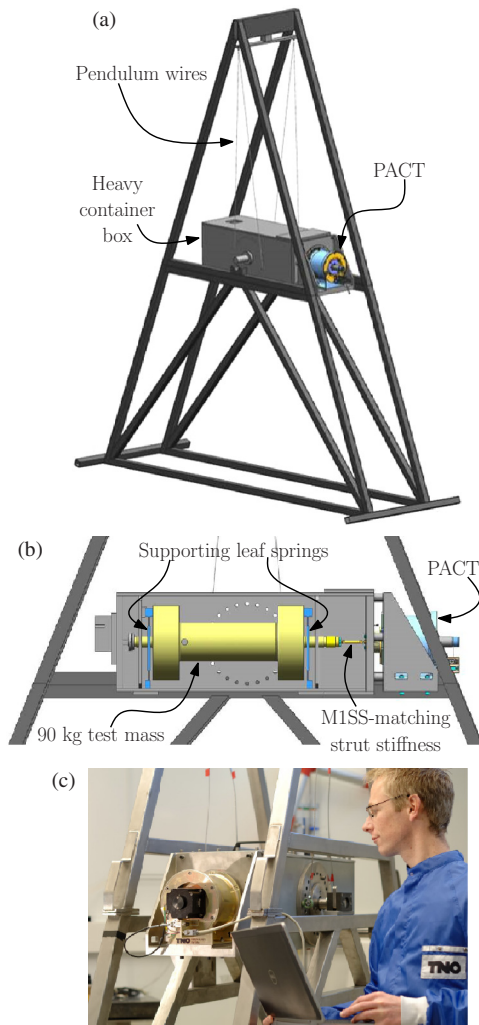 (a)
Pendulum wires
PACT
Heavy
container
box
(b)
Supporting leaf springs
PACT
90 kg test mass
M1SS-matching
strut stiffness
(c)
TNO
TNO